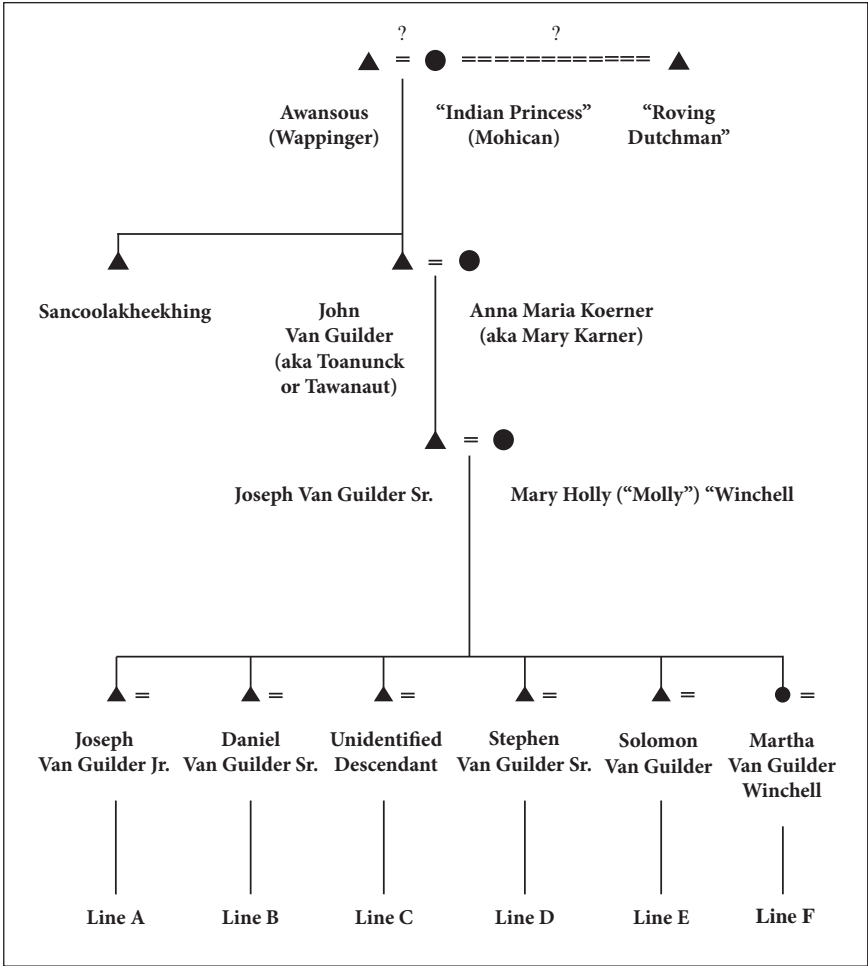 ? ?
= = = = = = = = = = = = =
Awansous “Indian Princess” “Roving
(Wappinger) (Mohican) Dutchman”
=
Sancoolakheekhing John Anna Maria Koerner
Van Guilder (aka Mary Karner)
(aka Toanunck
or Tawanaut)
=
Joseph Van Guilder Sr. Mary Holly (“Molly”) “Winchell
= = = = = =
Joseph Daniel Unidentified Stephen Solomon Martha
Van Guilder Jr. Van Guilder Sr. Descendant Van Guilder Sr. Van Guilder Van Guilder
Winchell
Line A Line B Line C Line D Line E Line F